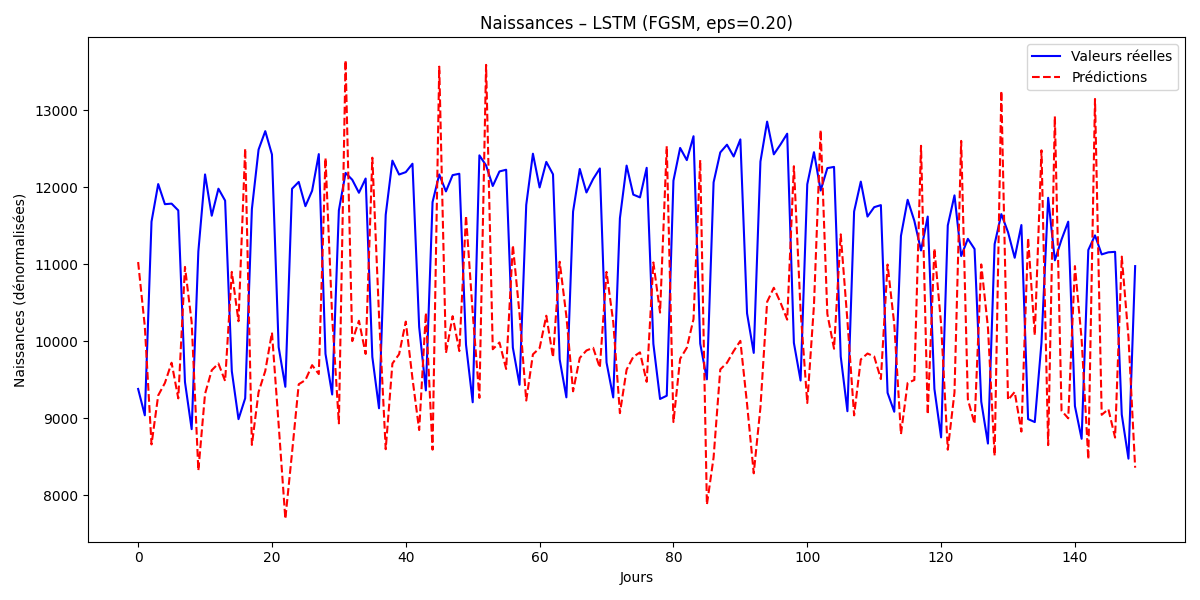 Naissances – LSTM (FGSM, eps=0.20)
Valeurs réelles
Prédictions
Naissances (dénormalisées)
13000
12000
11000
10000
9000
8000
0 20 40 60 80 100 120 140
Jours